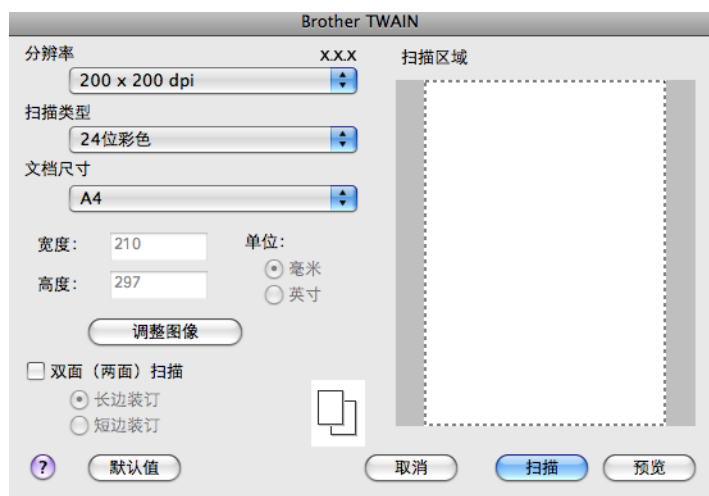 Brother TWAIN
分辨率 X.X.X
200 x 200 dpi
扫描类型
24位彩色
文档尺寸
A4
宽度: 210
高度: 297
单位:
毫米
英寸
调整图像
双面（两面）扫描
长边装订
短边装订
扫描区域
? 默认值 取消 扫描 预览